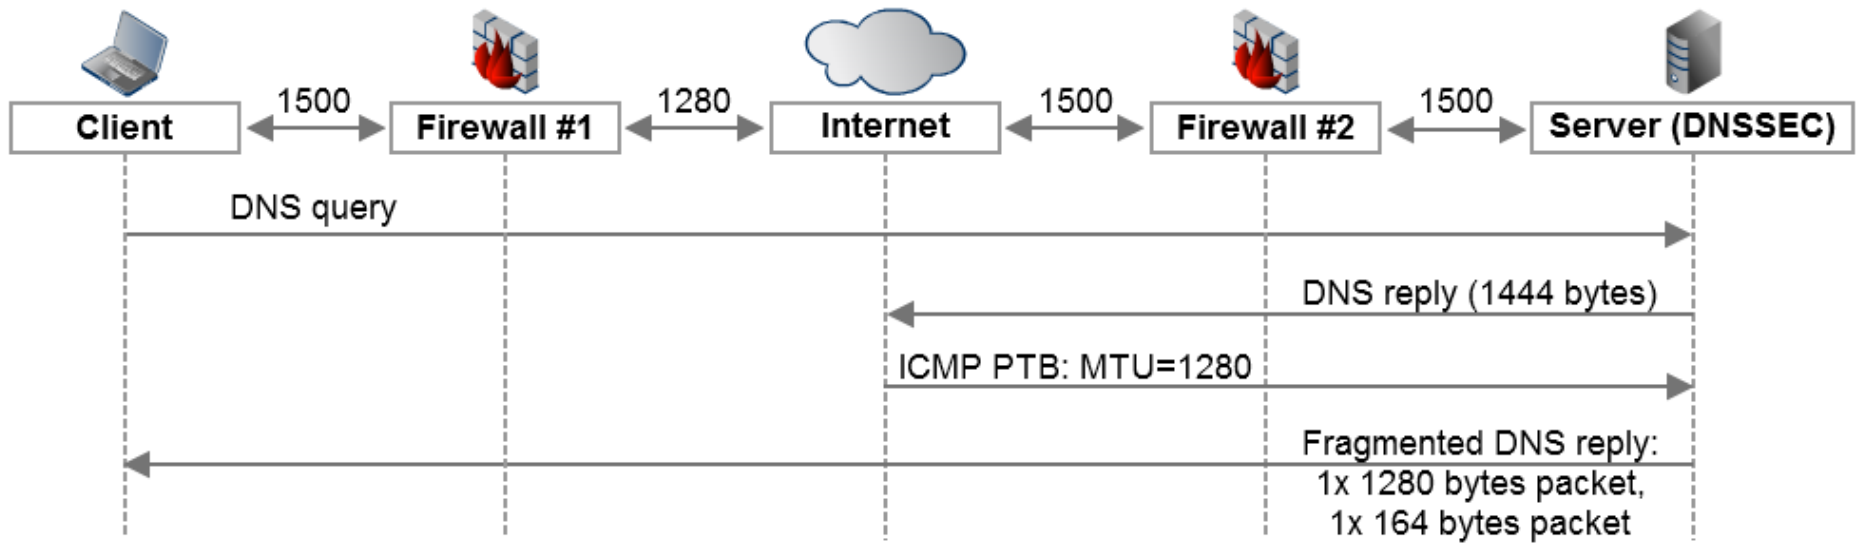 1500
1280
1500
1500
Client
Firewall #1
Internet
Firewall #2
Server (DNSSEC)
DNS query
DNS reply (1444 bytes)
ICMP PTB: MTU=1280
Fragmented DNS reply:
1x 1280 bytes packet,
1x 164 bytes packet